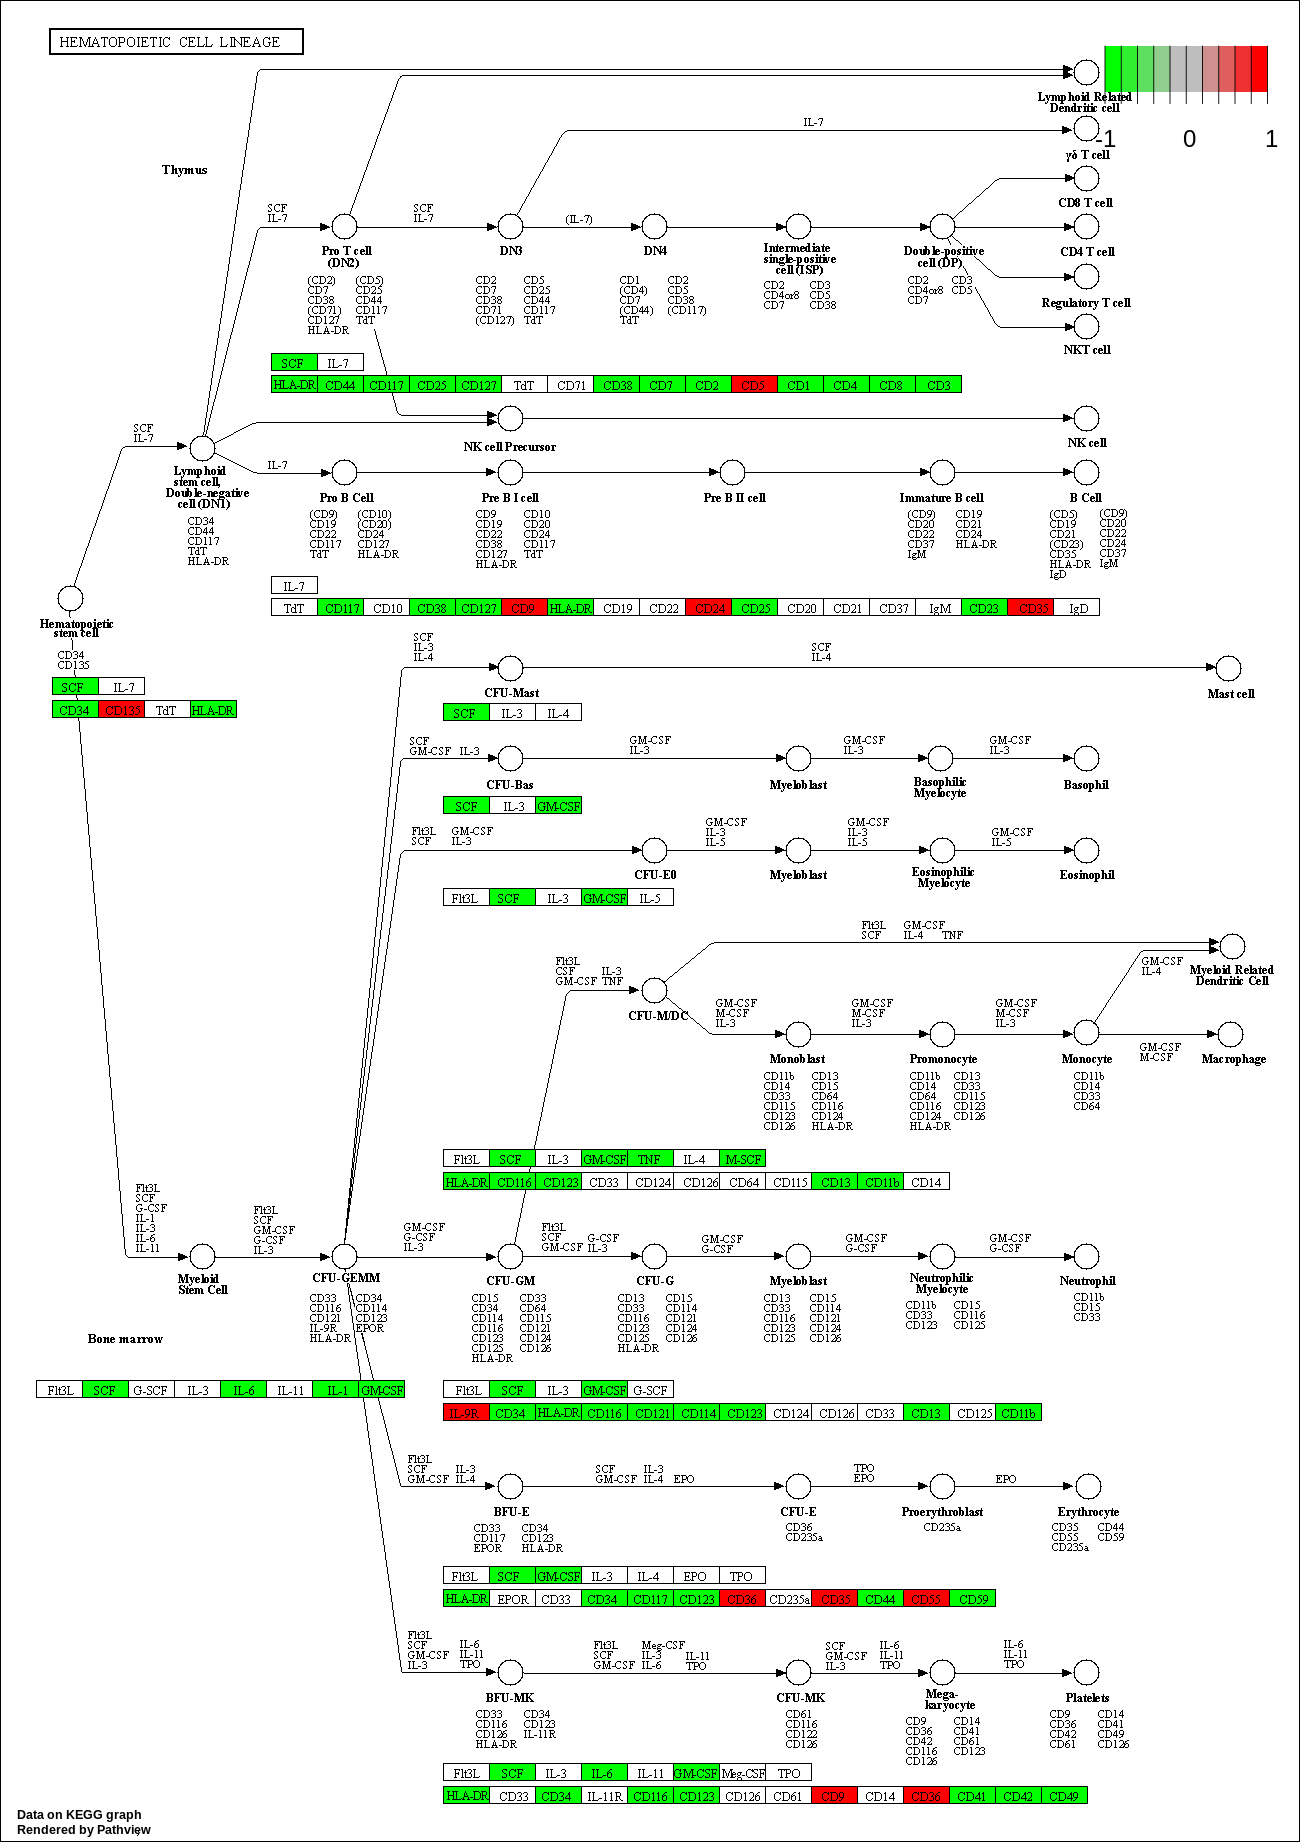 HEMATOPOIETIC CELL LINEAGE
Lymphoid Related
Dendritic cell
-1 0 1
IL-7
γδ T cell
Thymus
CD8 T cell
SCF SCF
IL-7 IL-7 (IL-7)
Pro T cell DN3 DN4 Intermediate Double-positive CD4 T cell
(DN2) single-positive cell (DP)
cell (ISP)
(CD2) (CD5) CD2 CD5 CD1 CD2 CD2 CD3 CD2 CD3
CD7 CD25 CD7 CD25 (CD4) CD5 CD4or8 CD5 CD4or8 CD5
CD38 CD44 CD38 CD44 CD7 CD38 CD7 CD38 CD7
(CD71) CD117 CD71 CD117 (CD44) (CD117)
CD127 TdT (CD127) TdT TdT
HLA-DR
Regulatory T cell
NKT cell
SCF IL-7
HLA-DR CD44 CD117 CD25 CD127 TdT CD71 CD38 CD7 CD2 CD5 CD1 CD4 CD8 CD3
SCF
IL-7
NK cell Precursor NK cell
IL-7
Lymphoid
stem cell,
Double-negative
cell (DN1)
CD34
CD44
CD117
TdT
HLA-DR
Pro B Cell Pre B I cell Pre B II cell Immature B cell B Cell
(CD9) (CD10) CD9 CD10 (CD9) CD19 (CD5) (CD9)
CD19 (CD20) CD19 CD20 CD20 CD21 CD19 CD20
CD22 CD24 CD22 CD24 CD22 CD24 CD21 CD22
CD117 CD127 CD38 CD117 CD37 HLA-DR (CD23) CD24
TdT HLA-DR CD127 TdT IgM CD35 CD37
HLA-DR HLA-DR IgM
IgD
IL-7
TdT CD117 CD10 CD38 CD127 CD9 HLA-DR CD19 CD22 CD24 CD25 CD20 CD21 CD37 IgM CD23 CD35 IgD
Hematopoietic
stem cell
CD34
CD135
SCF IL-7
CD34 CD135 TdT HLA-DR
SCF SCF
IL-3 IL-4
IL-4
CFU-Mast Mast cell
SCF IL-3 IL-4
SCF GM-CSF GM-CSF GM-CSF
GM-CSF IL-3 IL-3 IL-3 IL-3
CFU-Bas Myeloblast Basophilic Basophil
Myelocyte
SCF IL-3 GM-CSF
Flt3L GM-CSF GM-CSF GM-CSF GM-CSF
SCF IL-3 IL-3 IL-3 IL-5
IL-5 IL-5
CFU-E0 Myeloblast Eosinophilic Eosinophil
Myelocyte
Flt3L SCF IL-3 GM-CSF IL-5
Flt3L GM-CSF
SCF IL-4 TNF
Flt3L
CSF IL-3
GM-CSF TNF
GM-CSF
IL-4
Myeloid Related
Dendritic Cell
CFU-M/DC
GM-CSF GM-CSF GM-CSF
M-CSF M-CSF M-CSF
IL-3 IL-3 IL-3
GM-CSF
M-CSF
Monoblast Promonocyte Monocyte Macrophage
CD11b CD13 CD11b CD13 CD11b
CD14 CD15 CD14 CD33 CD14
CD33 CD64 CD64 CD115 CD33
CD115 CD116 CD116 CD123 CD64
CD123 CD124 CD124 CD126
CD126 HLA-DR HLA-DR
Flt3L SCF IL-3 GM-CSF TNF IL-4 M-SCF
HLA-DR CD116 CD123 CD33 CD124 CD126 CD64 CD115 CD13 CD11b CD14
Flt3L
SCF
G-CSF
IL-1
IL-3
IL-6
IL-11
Flt3L
SCF
GM-CSF
G-CSF
IL-3
GM-CSF
G-CSF
IL-3
Flt3L
SCF G-CSF
GM-CSF IL-3
GM-CSF GM-CSF GM-CSF
G-CSF G-CSF G-CSF
Myeloid
Stem Cell
CFU-GEMM CFU-GM CFU-G Myeloblast Neutrophilic Neutrophil
Myelocyte
CD33 CD34 CD15 CD33 CD13 CD15 CD13 CD15 CD11b CD15 CD11b
CD116 CD114 CD34 CD64 CD33 CD114 CD33 CD114 CD33 CD116 CD15
CD121 CD123 CD114 CD115 CD116 CD121 CD116 CD121 CD123 CD125 CD33
IL-9R EPOR CD116 CD121 CD123 CD124 CD123 CD124
HLA-DR CD123 CD124 CD125 CD126 CD125 CD126
CD125 CD126 HLA-DR
HLA-DR
Bone marrow
Flt3L SCF G-SCF IL-3 IL-6 IL-11 IL-1 GM-CSF
Flt3L SCF IL-3 GM-CSF G-SCF
IL-9R CD34 HLA-DR CD116 CD121 CD114 CD123 CD124 CD126 CD33 CD13 CD125 CD11b
Flt3L IL-3 SCF IL-3 TPO
SCF IL-4 GM-CSF IL-4 EPO EPO EPO
GM-CSF
BFU-E CFU-E Proerythroblast Erythrocyte
CD33 CD34 CD36 CD235a CD35 CD44
CD117 CD123 CD235a CD55 CD59
EPOR HLA-DR CD235a
Flt3L SCF GM-CSF IL-3 IL-4 EPO TPO
HLA-DR EPOR CD33 CD34 CD117 CD123 CD36 CD235a CD35 CD44 CD55 CD59
Flt3L IL-6 Flt3L Meg-CSF SCF IL-6 IL-6
SCF IL-11 SCF IL-3 IL-11 GM-CSF IL-11 IL-11
GM-CSF TPO GM-CSF IL-6 TPO IL-3 TPO TPO
IL-3
BFU-MK CFU-MK Mega- Platelets
karyocyte
CD33 CD34 CD61 CD9 CD14 CD9 CD14
CD116 CD123 CD116 CD36 CD41 CD36 CD41
CD126 IL-11R CD122 CD42 CD61 CD42 CD49
HLA-DR CD126 CD116 CD123 CD61 CD126
CD126
Flt3L SCF IL-3 IL-6 IL-11 GM-CSF Meg-CSF TPO
HLA-DR CD33 CD34 IL-11R CD116 CD123 CD126 CD61 CD9 CD14 CD36 CD41 CD42 CD49
Data on KEGG graph
Rendered by Pathview